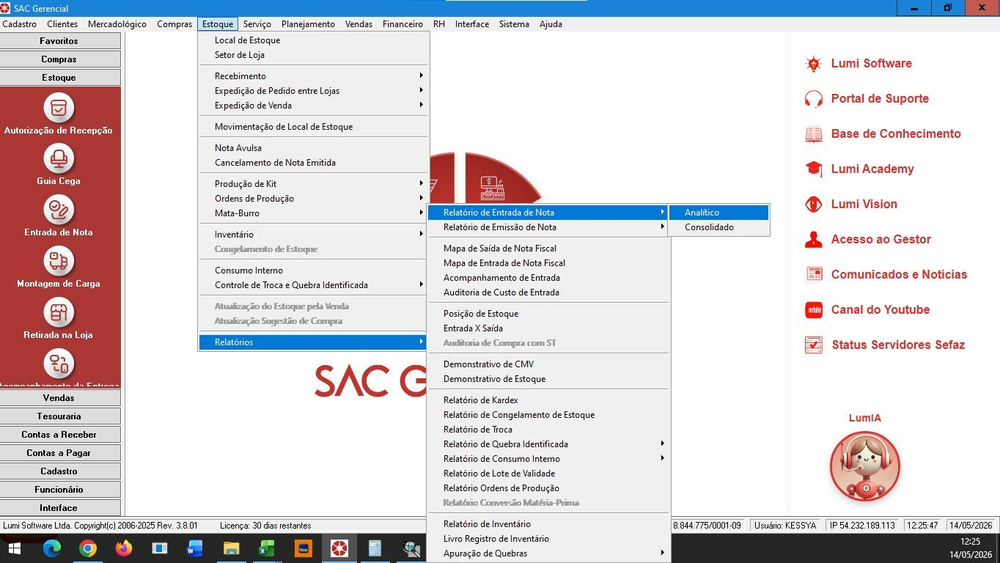 SAC Gerencial
Cadastro Clientes Mercadológico Compras Estoque Serviço Planejamento Vendas Financeiro RH Interface Sistema Ajuda
Favoritos
Compras
Estoque
Autorização de Recepção
Guia Cega
Entrada de Nota
Montagem de Carga
Retirada na Loja
Acompanhamento da Entrega
Vendas
Tesouraria
Contas a Receber
Contas a Pagar
Cadastro
Funcionário
Interface
Local de Estoque
Setor de Loja
Recebimento
Expedição de Pedido entre Lojas
Expedição de Venda
Movimentação de Local de Estoque
Nota Avulsa
Cancelamento de Nota Emitida
Produção de Kit
Ordens de Produção
Mata-Burro
Inventário
Congelamento de Estoque
Consumo Interno
Controle de Troca e Quebra Identificada
Atualização do Estoque pela Venda
Atualização Sugestão de Compra
Relatórios
Relatório de Entrada de Nota
Relatório de Emissão de Nota
Mapa de Saída de Nota Fiscal
Mapa de Entrada de Nota Fiscal
Acompanhamento de Entrada
Auditoria de Custo de Entrada
Posição de Estoque
Entrada X Saída
Auditoria de Compra com ST
Demonstrativo de CMV
Demonstrativo de Estoque
Relatório de Kardex
Relatório de Congelamento de Estoque
Relatório de Troca
Relatório de Quebra Identificada
Relatório de Consumo Interno
Relatório de Lote de Validade
Relatório Ordens de Produção
Relatório Conversão Matéria-Prima
Relatório de Inventário
Livro Registro de Inventário
Apuração de Quebras
Analítico
Consolidado
SAC G
Lumi Software
Portal de Suporte
Base de Conhecimento
Lumi Academy
Lumi Vision
Acesso ao Gestor
Comunicados e Notícias
Canal do Youtube
Status Servidores Sefaz
LumIA
Lumi Software Ltda. Copyright(c) 2006-2025 Rev. 3.8.01 Licença: 30 dias restantes 8.844.775/0001-09 Usuário: KESSYA IP 54.232.189.113 12:25:47 14/05/2026
12:25
14/05/2026